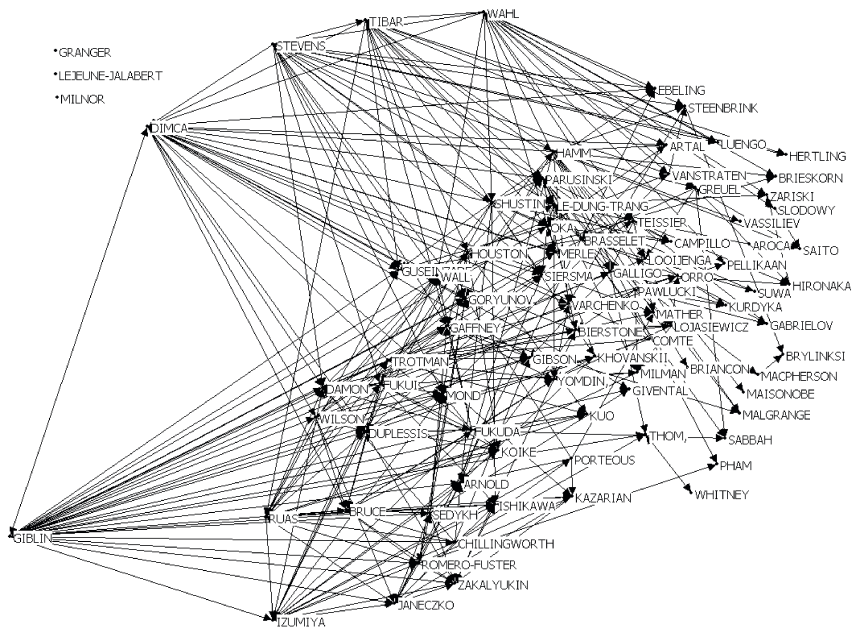 WAHL
TIBAR
STEVENS
GRANGER
LEJEUNE-JALABERT
MILNOR
EBELING
STEENBRINK
DIMCA
LUENGO
ARTAL
HAMM
HERTLING
VANSTRATEN
BRIESKORN
PARUSINSKI
GREUEL
ZARISKI
SHUSTIN
LE-DUNG-TRANG
SLODOWY
TEISSIER
VASSILIEV
OKA
BRASSELET
CAMPILLO
AROCA
SAITO
HOUSTON
MERLE
LOOIJENGA
PELLIKAAN
GUSEIN-
WALL
SIERSMA
GALLIGO
ORRO
HIRONAKA
PAWLUCKI
SUWA
GORYUNOV
VARCHENKO
KURDYKA
MATHER
GAFFNEY
BIERSTONE
LOJASIEWICZ
GABRIELOV
COMTE
TROTMAN
GIBSON
KHOVANSKII
BRYLINKSI
BRIANCON
MILMAN
MACPHERSON
YOMDIN
FUKUI
DAMON
MOND
GIVENTAL
MAISONOBE
KUO
MALGRANGE
WILSON
DUPLESSIS
FUKUDA
THOM,
SABBAH
KOIKE
PORTEOUS
PHAM
ARNOLD
WHITNEY
KAZARIAN
ISHIKAWA
BRUCE
SEDYKH
RUAS
GIBLIN
CHILLINGWORTH
ROMERO-FUSTER
ZAKALYUKIN
JANECZKO
IZUMIYA